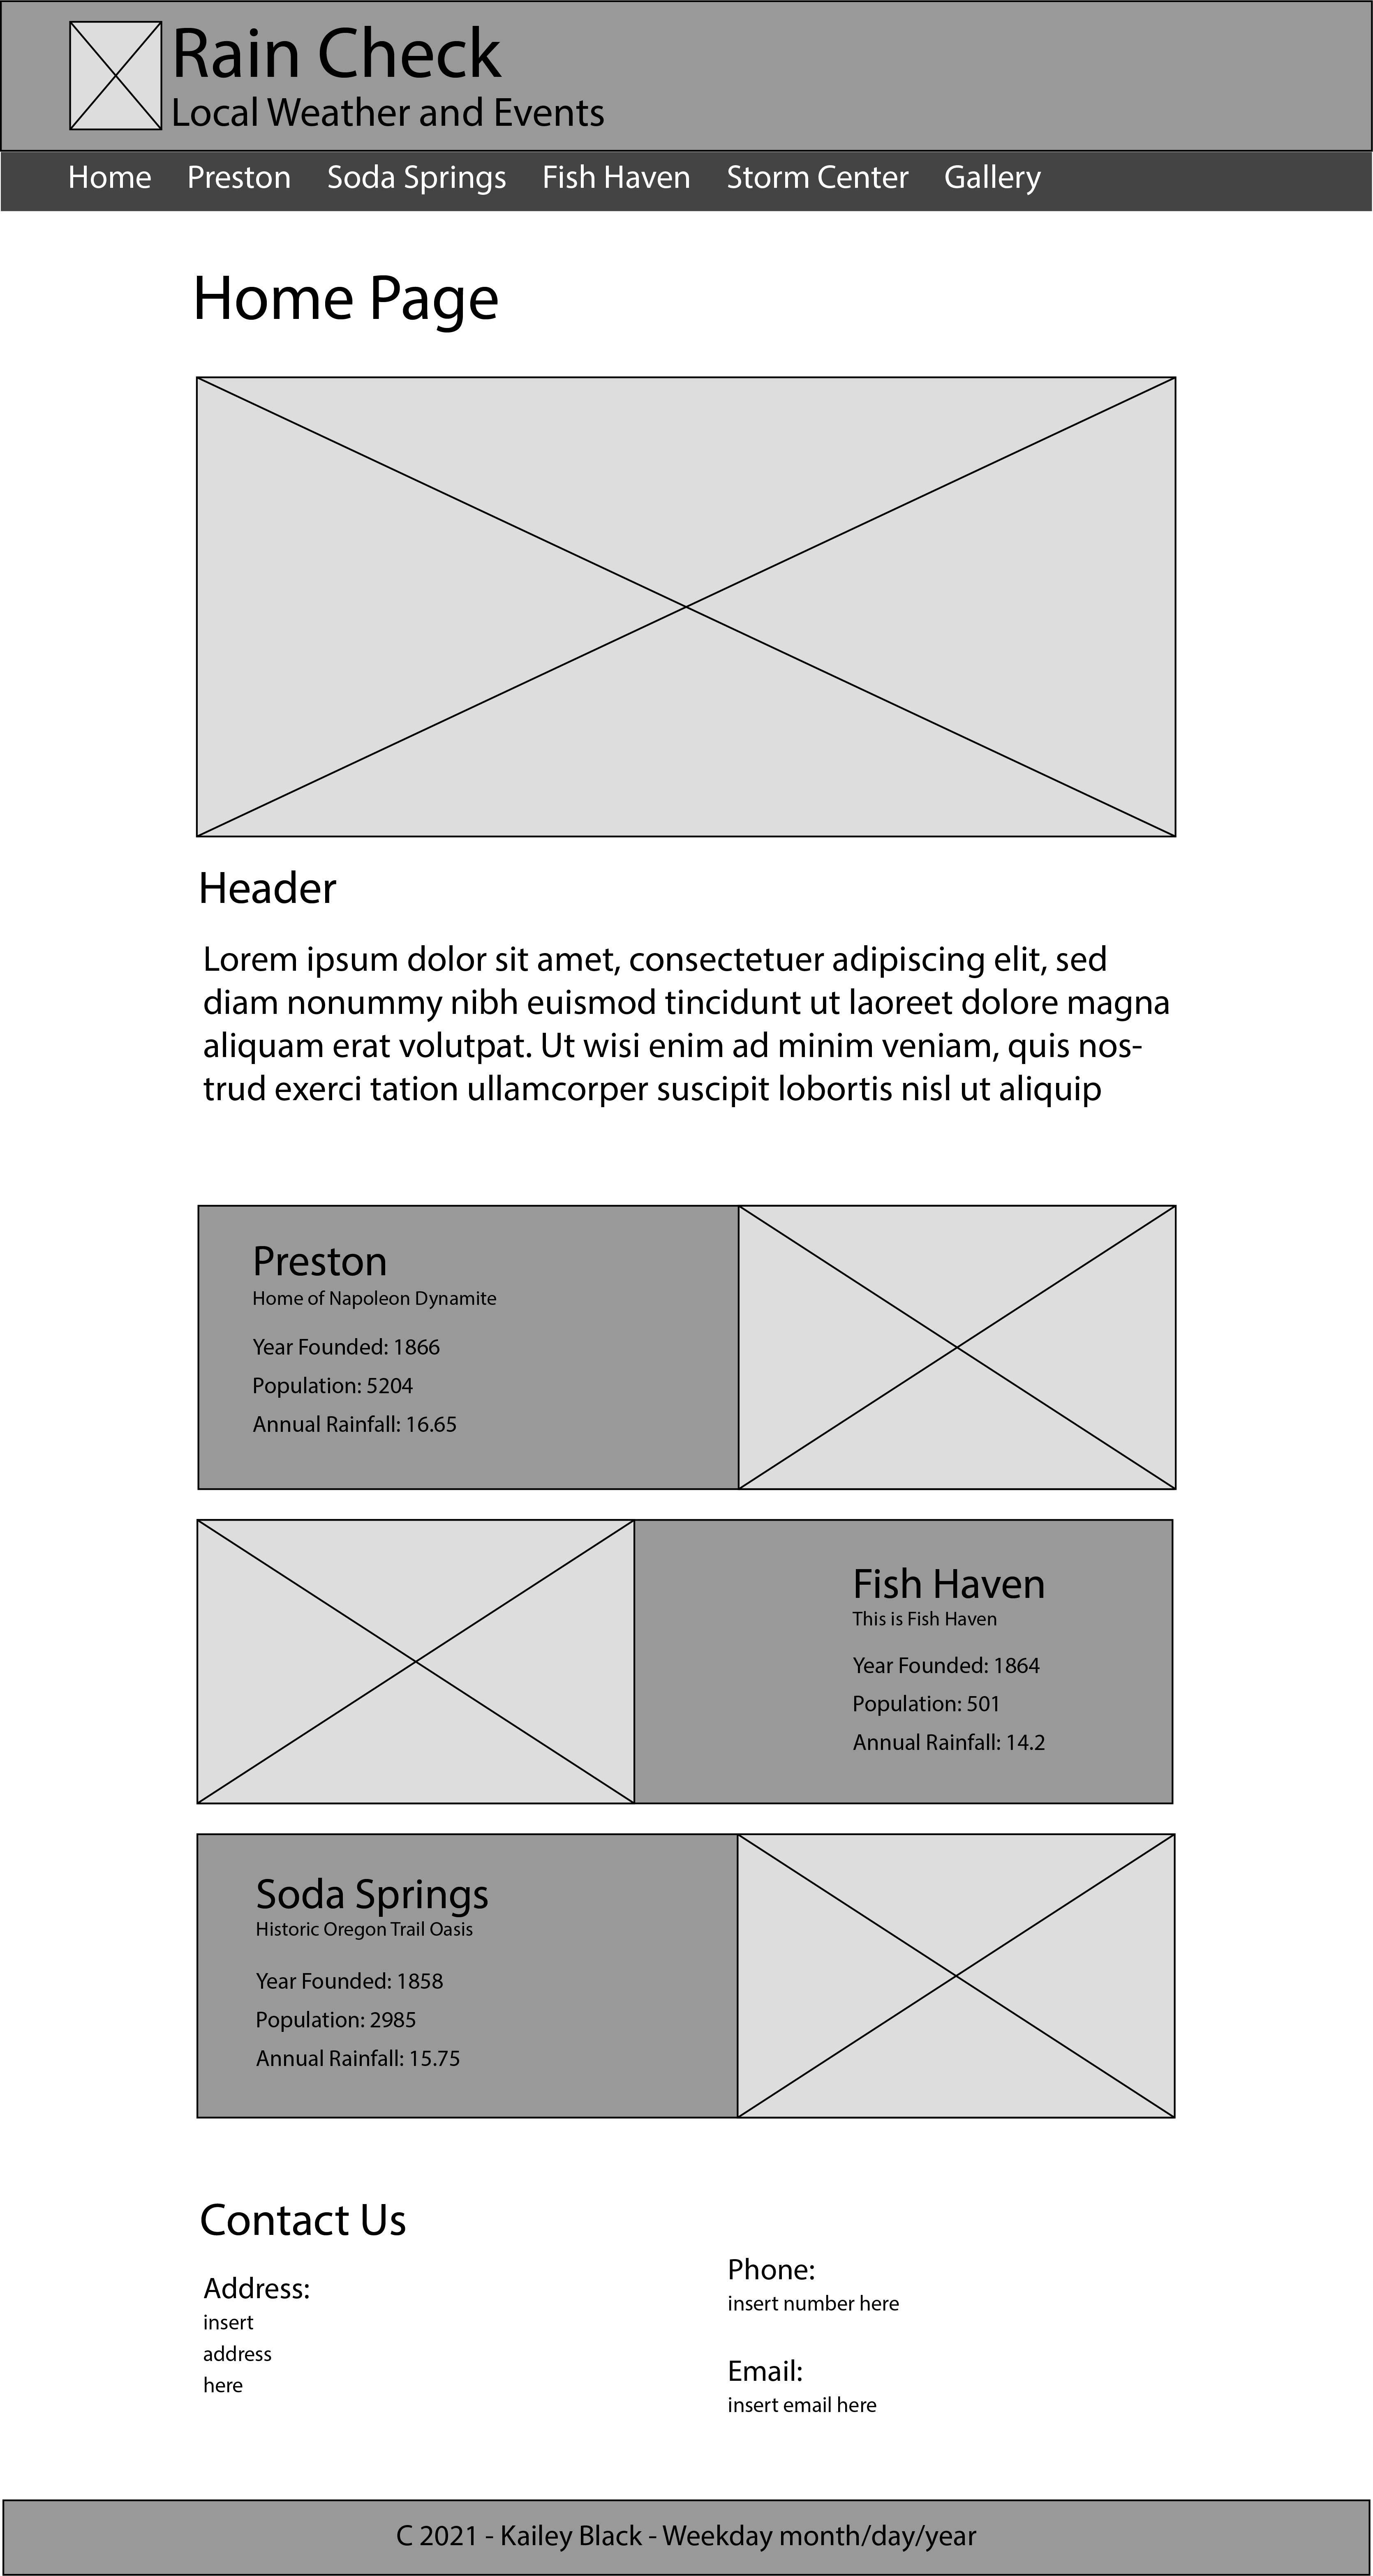 Rain Check
Local Weather and Events
Home Preston Soda Springs Fish Haven Storm Center Gallery
Home Page
Header
Lorem ipsum dolor sit amet, consectetuer adipiscing elit, sed
diam nonummy nibh euismod tincidunt ut laoreet dolore magna
aliquam erat volutpat. Ut wisi enim ad minim veniam, quis nos-
trud exerci tation ullamcorper suscipit lobortis nisl ut aliquip
Preston
Home of Napoleon Dynamite
Year Founded: 1866
Population: 5204
Annual Rainfall: 16.65
Fish Haven
This is Fish Haven
Year Founded: 1864
Population: 501
Annual Rainfall: 14.2
Soda Springs
Historic Oregon Trail Oasis
Year Founded: 1858
Population: 2985
Annual Rainfall: 15.75
Contact Us
Address:
insert
address
here
Phone:
insert number here
Email:
insert email here
C 2021 - Kailey Black - Weekday month/day/year